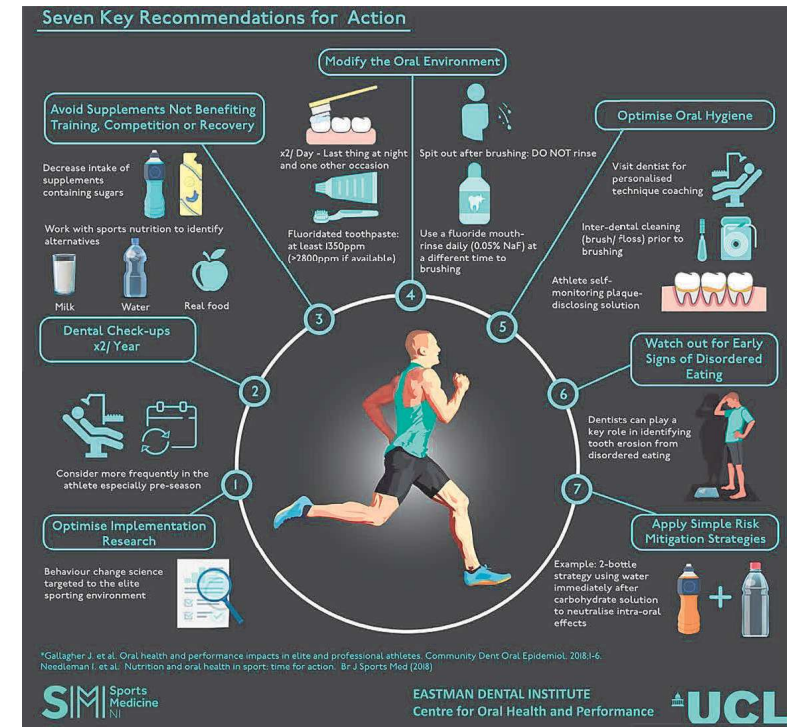 Seven Key Recommendations for Action
Modify the Oral Environment
x2/ Day - Last thing at night
and one other occasion
Fluoridated toothpaste:
at least 1350ppm
(>2800ppm if available)
Spit out after brushing: DO NOT rinse
Use a fluoride mouth-
rinse daily (0.05% NaF) at
a different time to
brushing
Avoid Supplements Not Benefiting
Training, Competition or Recovery
Decrease intake of
supplements
containing sugars
Work with sports nutrition to identify
alternatives
Milk
Water
Real food
Optimise Oral Hygiene
Visit dentist for
personalised
technique coaching
Inter-dental cleaning
(brush/ floss) prior to
brushing
Athlete self-
monitoring plaque-
disclosing solution
4
3
5
2
6
1
7
Dental Check-ups
x2/ Year
Consider more frequently in the
athlete especially pre-season
Watch out for Early
Signs of Disordered
Eating
Dentists can play a
key role in identifying
tooth erosion from
disordered eating
Optimise Implementation
Research
Behaviour change science
targeted to the elite
sporting environment
Apply Simple Risk
Mitigation Strategies
Example: 2-bottle
strategy using water
immediately after
carbohydrate solution
to neutralise intra-oral
effects
+
*Gallagher J. et al. Oral health and performance impacts in elite and professional athletes. Community Dent Oral Epidemiol. 2018;1-6.
Needleman I. et al. Nutrition and oral health in sport: time for action. Br J Sports Med (2018)
SMI Sports
Medicine
NI
EASTMAN DENTAL INSTITUTE
Centre for Oral Health and Performance
UCL